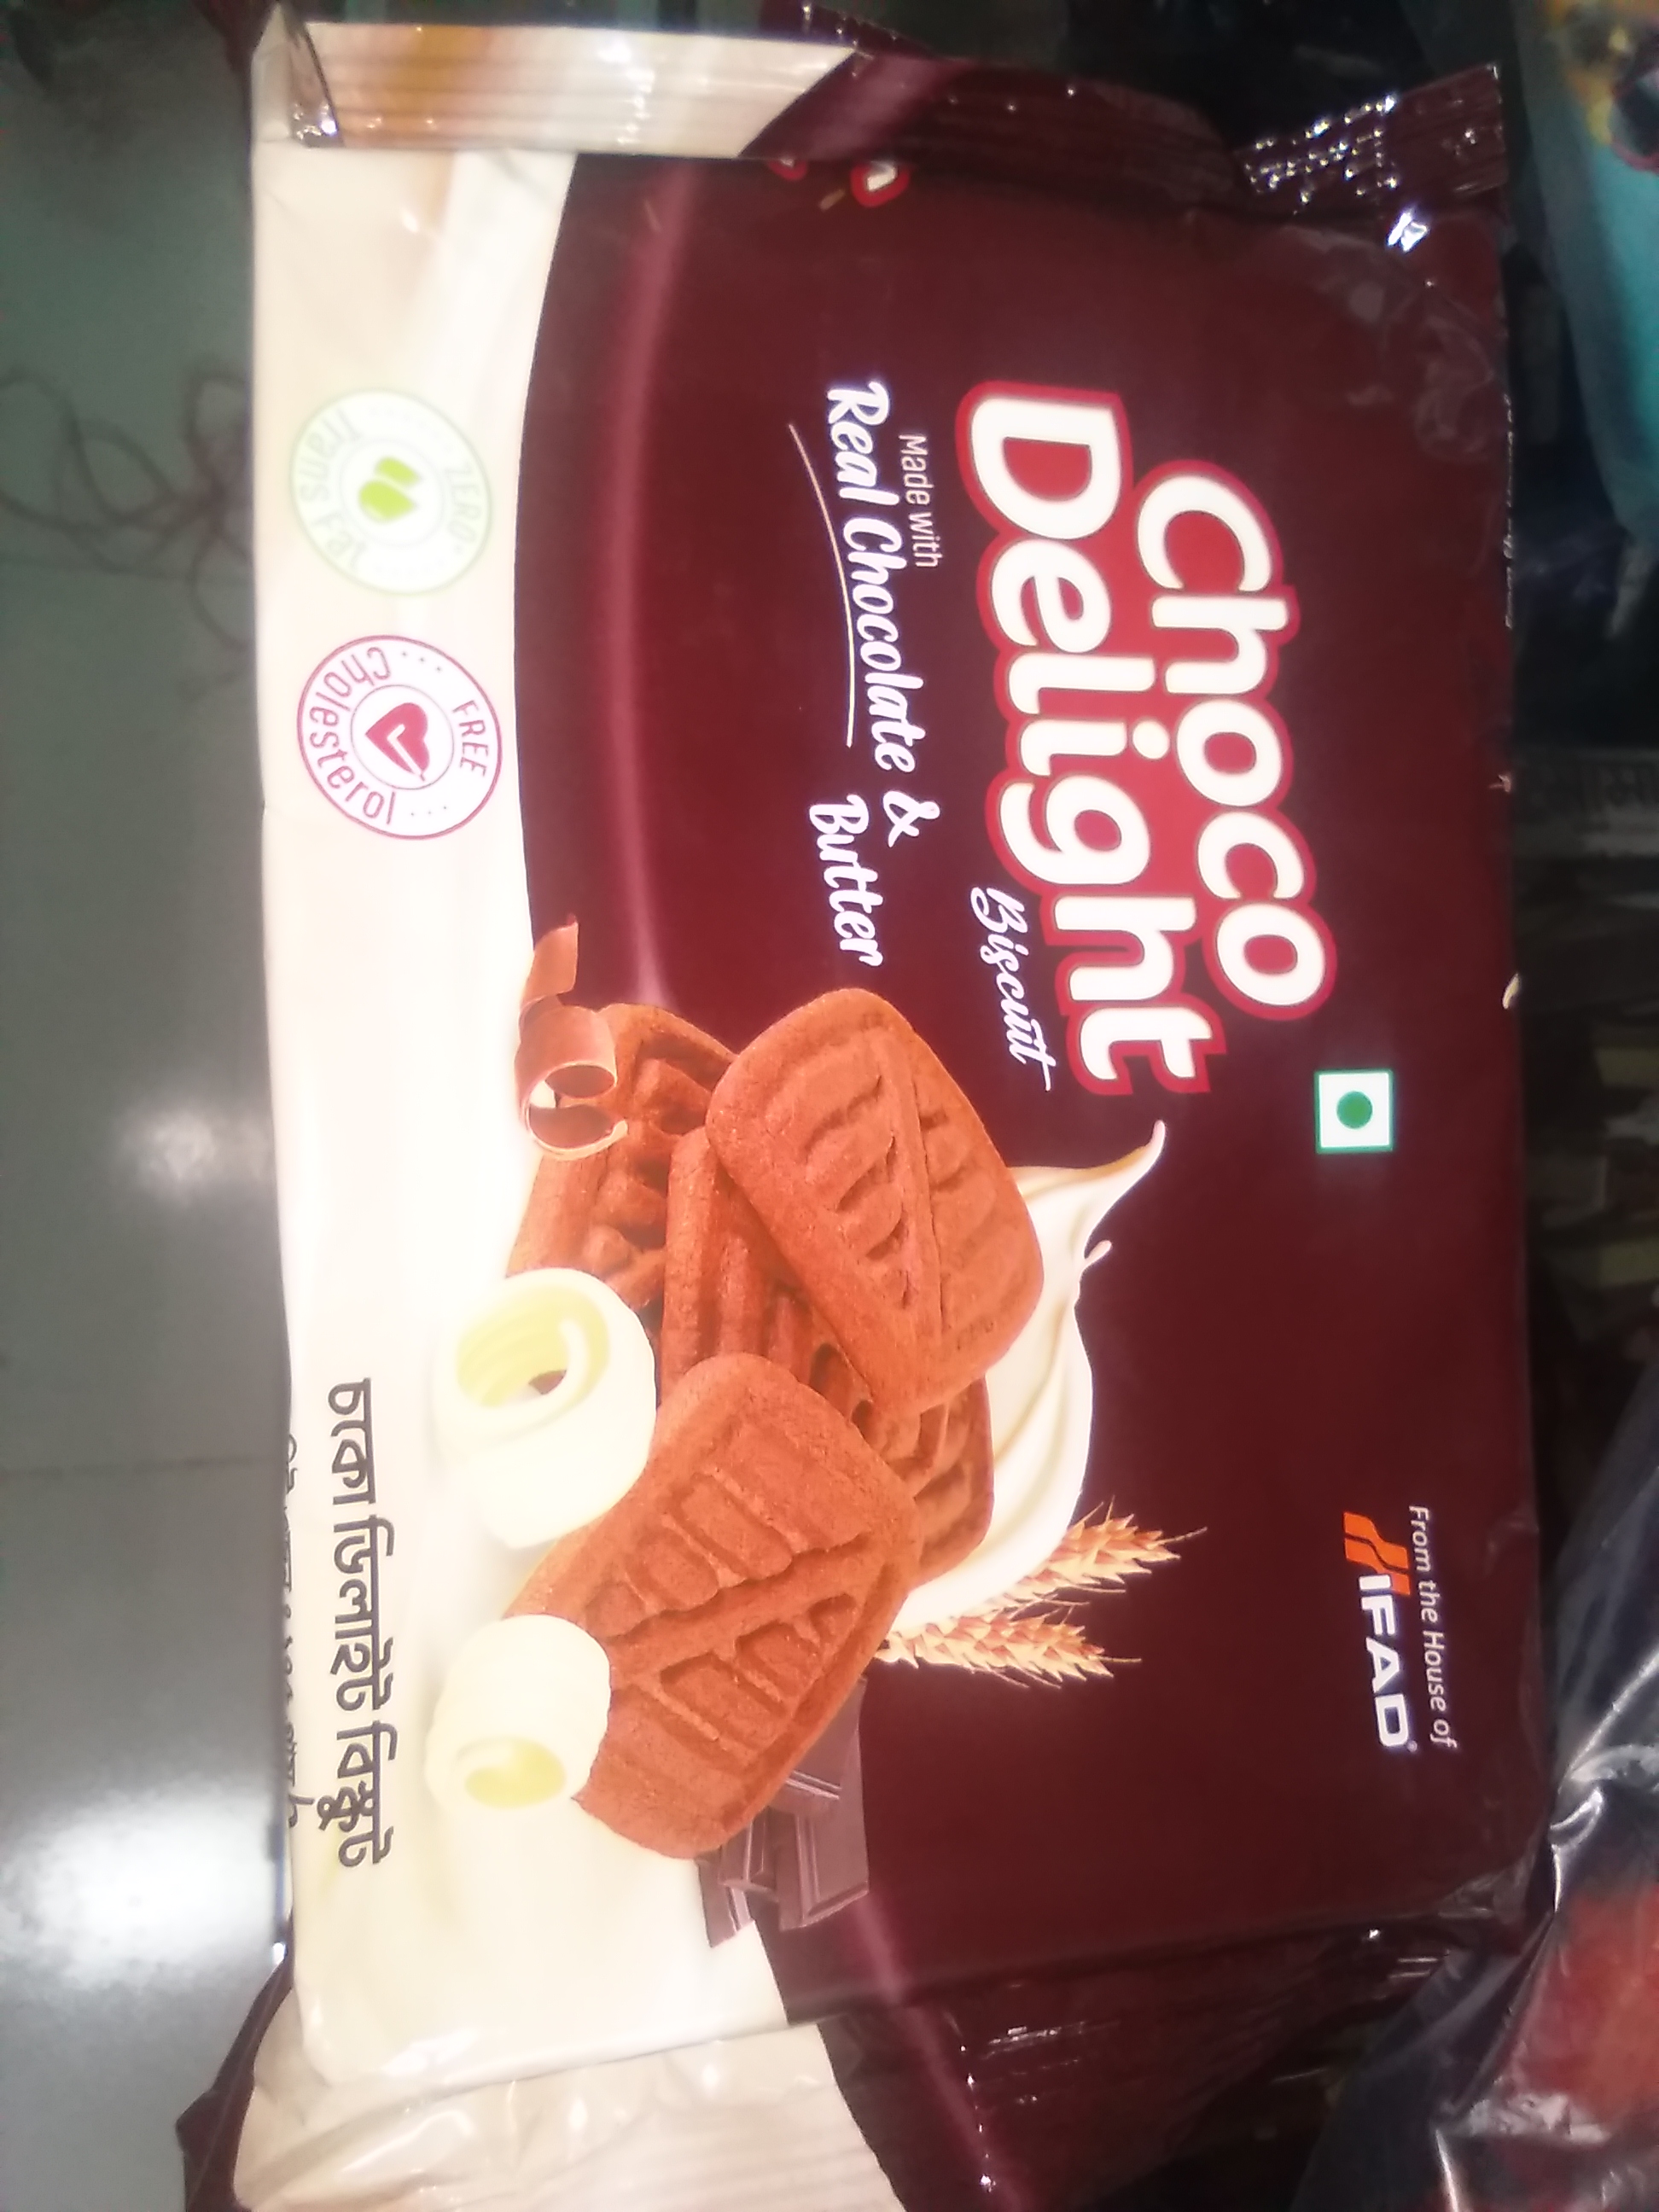 From the House of
IFAD
Choco
Delight
Biscuit
Made with
Real Chocolate &
Butter
ZERO*
Trans Fat
FREE
Cholesterol
চকো ডিলাইট বিস্কুট